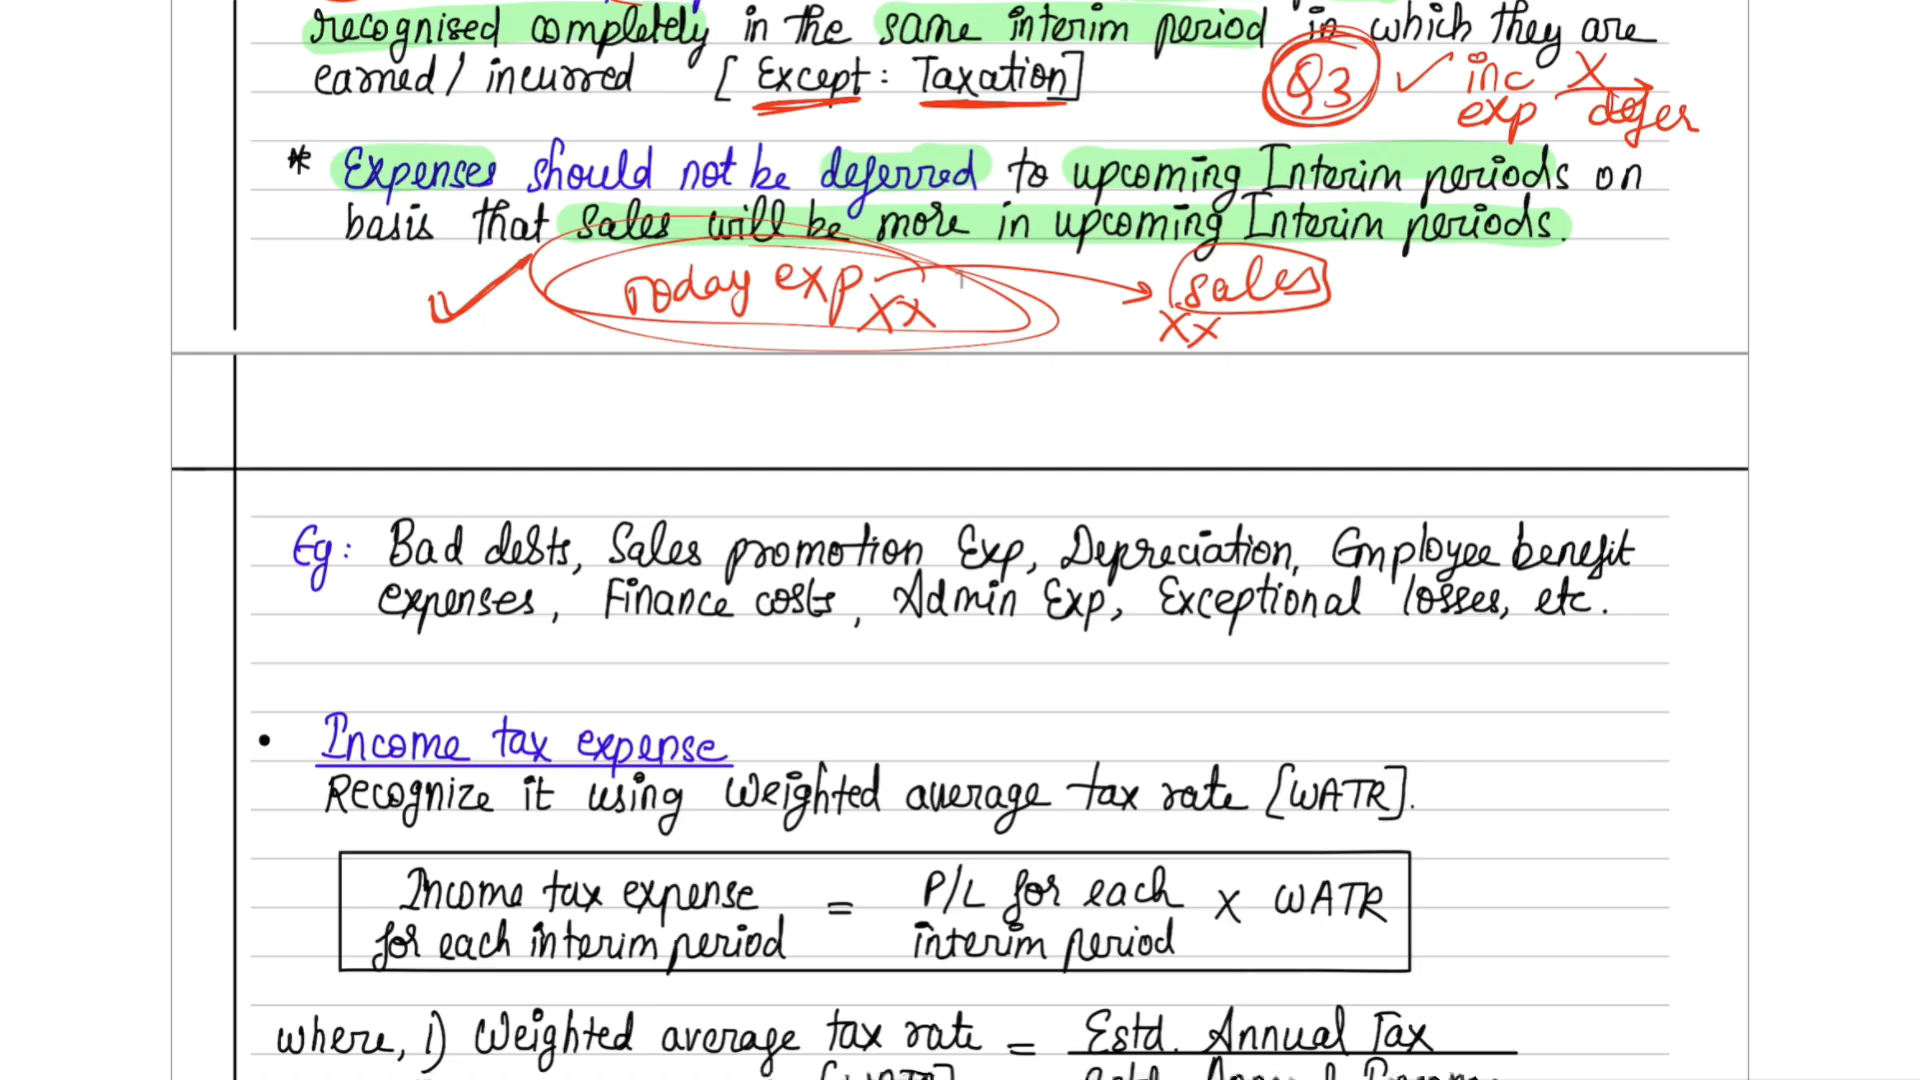 recognised completely in the same interim period in which they are
earned / incurred [Except : Taxation]
Q3 ✓ inc X
exp defer
* Expenses should not be deferred to upcoming Interim periods on
basis that sales will be more in upcoming Interim periods.
Today exp sales
XX XX
Eg: Bad debts, Sales promotion Exp, Depreciation, Employee benefit
expenses, Finance costs, Admin Exp, Exceptional losses, etc.
• Income tax expense
Recognize it using weighted average tax rate [WATR].
Income tax expense = P/L for each X WATR
for each interim period interim period
where, 1) Weighted average tax rate = Estd. Annual Tax